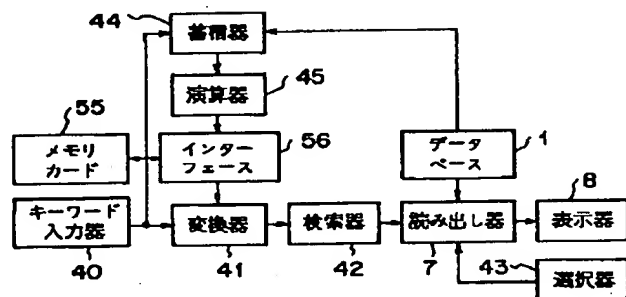 44
蓄積器
45
演算器
55
メモリ
カード
インター
フェース
56
データ
ベース
1
8
キーワード
入力器
変換器
検索器
読み出し器
表示器
40
41
42
7
43
選択器